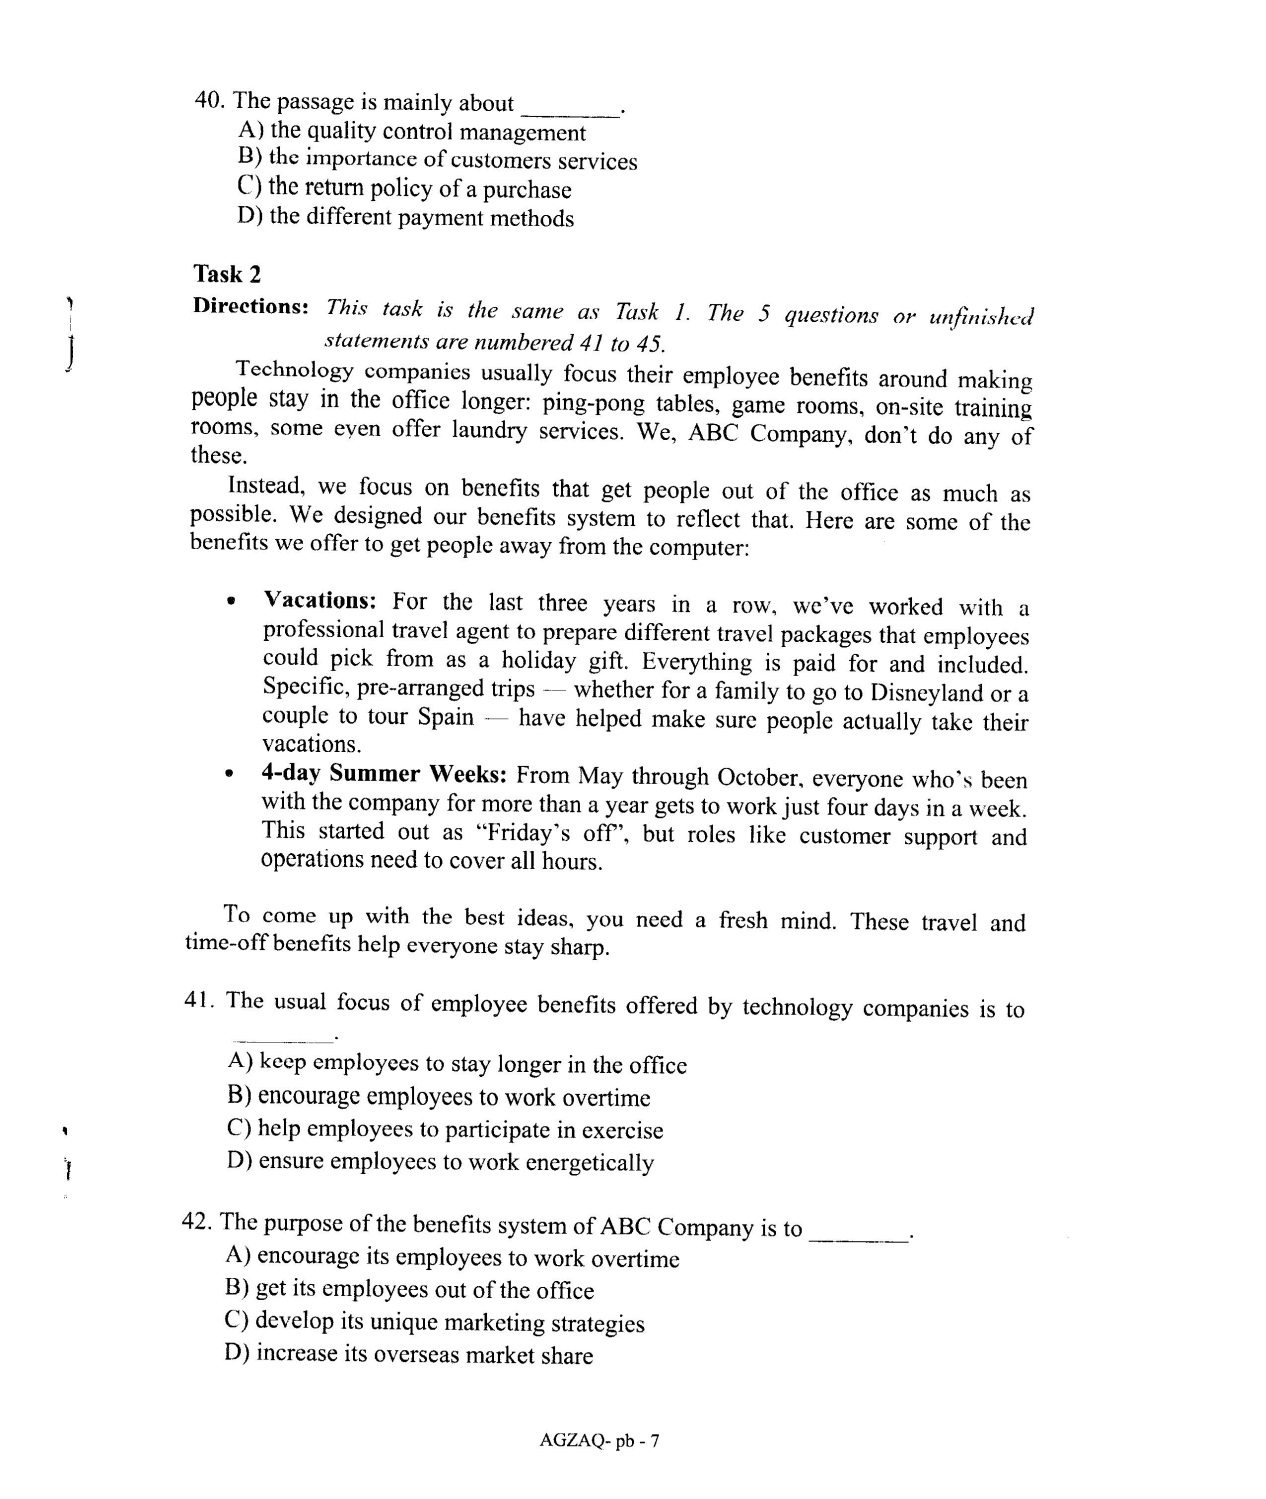 40. The passage is mainly about ________.
A) the quality control management
B) the importance of customers services
C) the return policy of a purchase
D) the different payment methods
Task 2
Directions: This task is the same as Task 1. The 5 questions or unfinished
statements are numbered 41 to 45.
Technology companies usually focus their employee benefits around making
people stay in the office longer: ping-pong tables, game rooms, on-site training
rooms, some even offer laundry services. We, ABC Company, don't do any of
these.
Instead, we focus on benefits that get people out of the office as much as
possible. We designed our benefits system to reflect that. Here are some of the
benefits we offer to get people away from the computer:
• Vacations: For the last three years in a row, we've worked with a
professional travel agent to prepare different travel packages that employees
could pick from as a holiday gift. Everything is paid for and included.
Specific, pre-arranged trips — whether for a family to go to Disneyland or a
couple to tour Spain — have helped make sure people actually take their
vacations.
• 4-day Summer Weeks: From May through October, everyone who's been
with the company for more than a year gets to work just four days in a week.
This started out as "Friday's off", but roles like customer support and
operations need to cover all hours.
To come up with the best ideas, you need a fresh mind. These travel and
time-off benefits help everyone stay sharp.
41. The usual focus of employee benefits offered by technology companies is to
________.
A) keep employees to stay longer in the office
B) encourage employees to work overtime
C) help employees to participate in exercise
D) ensure employees to work energetically
42. The purpose of the benefits system of ABC Company is to ________.
A) encourage its employees to work overtime
B) get its employees out of the office
C) develop its unique marketing strategies
D) increase its overseas market share
AGZAQ- pb - 7